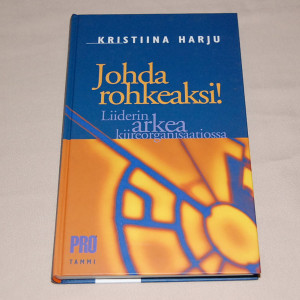 KRISTIINA HARJU
Johda
rohkeaksi!
Liiderin
arkea
kiireorganisaatiossa
PRO
TAMMI